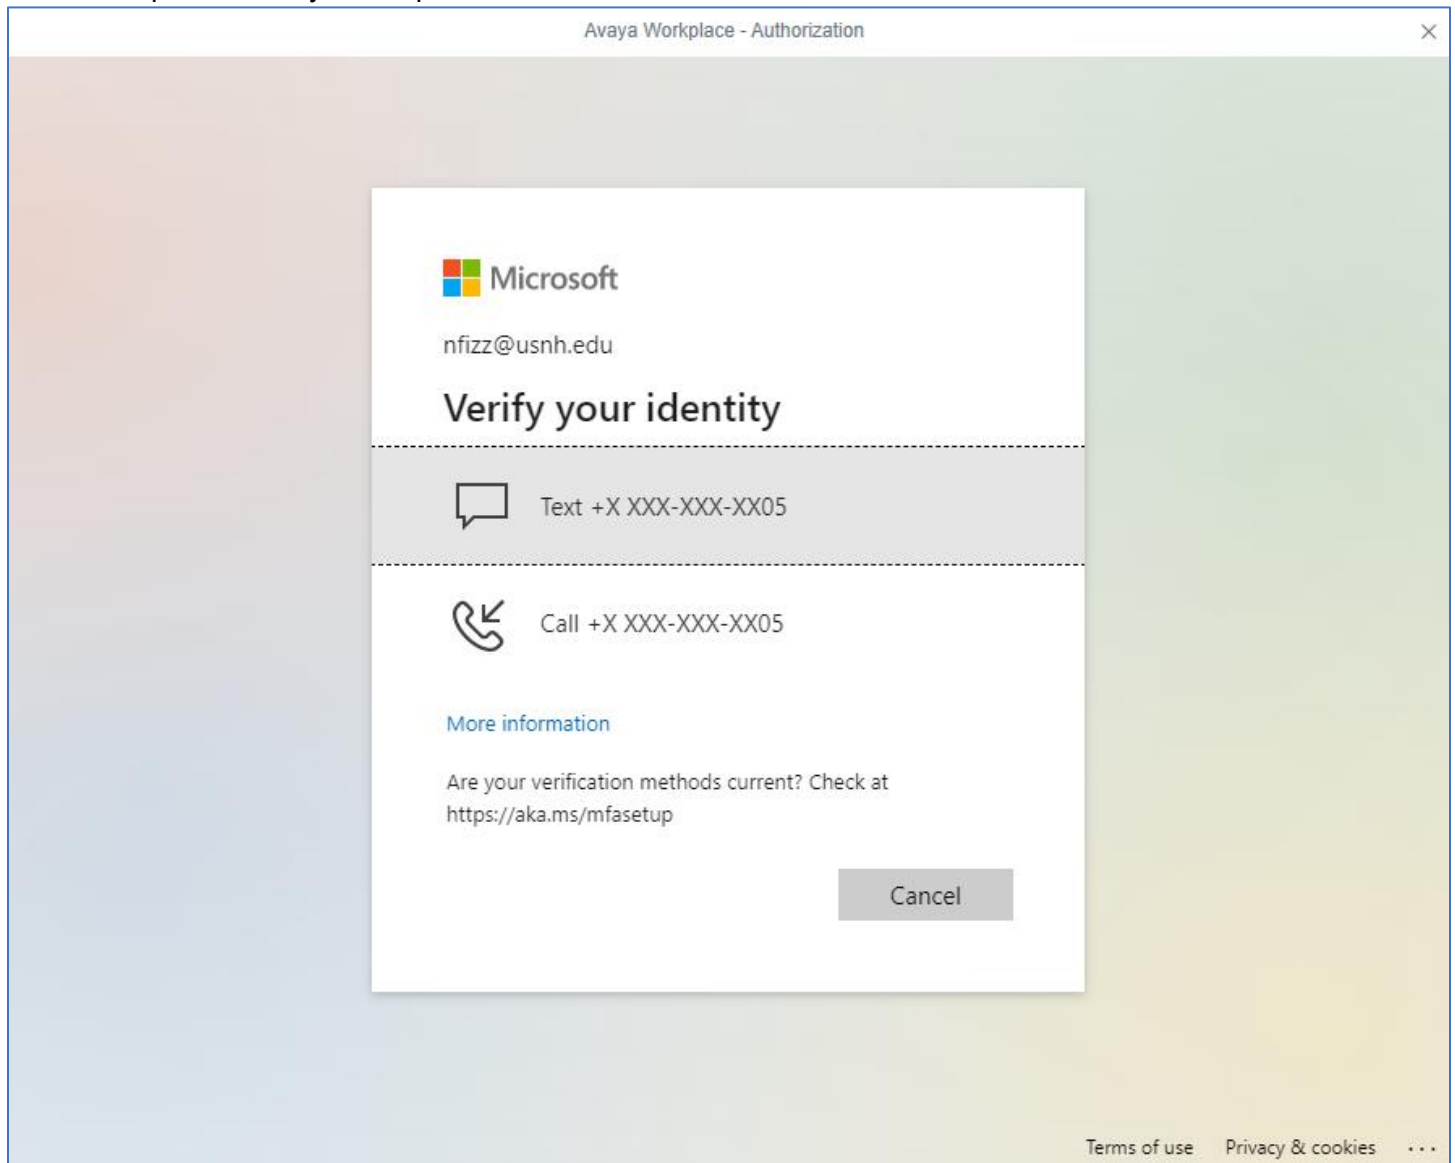 Avaya Workplace - Authorization
Microsoft
nfizz@usnh.edu
Verify your identity
Text +X XXX-XXX-XX05
Call +X XXX-XXX-XX05
More information
Are your verification methods current? Check at
https://aka.ms/mfasetup
Cancel
Terms of use Privacy & cookies ...